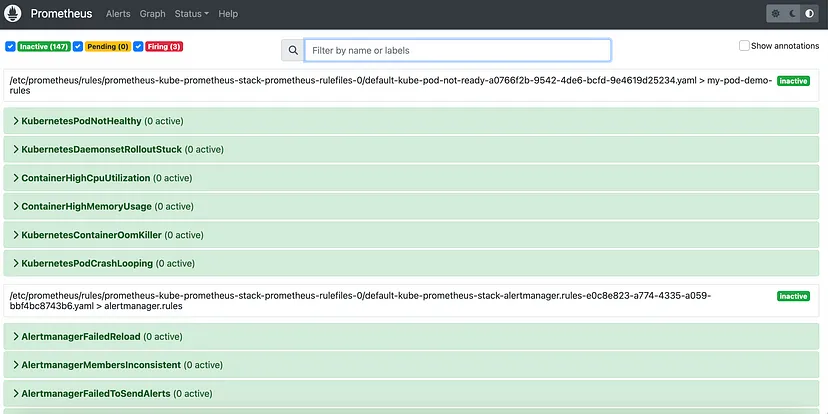 Prometheus Alerts Graph Status Help
Inactive (147) Pending (0) Firing (3) Filter by name or labels Show annotations
/etc/prometheus/rules/prometheus-kube-prometheus-stack-prometheus-rulefiles-0/default-kube-pod-not-ready-a0766f2b-9542-4de6-bcfd-9e4619d25234.yaml > my-pod-demo- inactive
rules
KubernetesPodNotHealthy (0 active)
KubernetesDaemonsetRolloutStuck (0 active)
ContainerHighCpuUtilization (0 active)
ContainerHighMemoryUsage (0 active)
KubernetesContainerOomKiller (0 active)
KubernetesPodCrashLooping (0 active)
/etc/prometheus/rules/prometheus-kube-prometheus-stack-prometheus-rulefiles-0/default-kube-prometheus-stack-alertmanager.rules-e0c8e823-a774-4335-a059- inactive
bbf4bc8743b6.yaml > alertmanager.rules
AlertmanagerFailedReload (0 active)
AlertmanagerMembersInconsistent (0 active)
AlertmanagerFailedToSendAlerts (0 active)